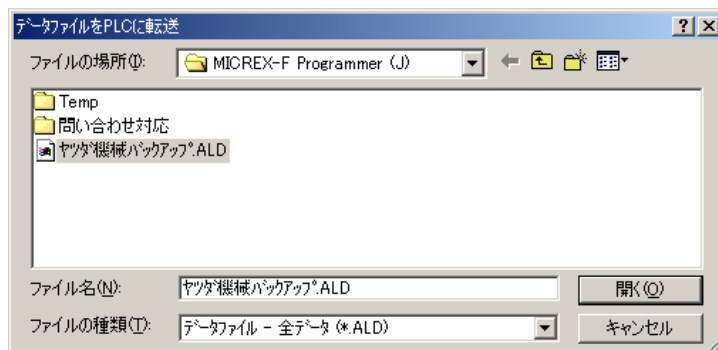 ﾃﾞｰﾀﾌｧｲﾙをPLCに転送
ファイルの場所(I):
MICREX-F Programmer (J)
Temp
問い合わせ対応
ﾔﾂﾀﾞ機械ﾊﾞｯｸｱｯﾌﾟ.ALD
ファイル名(N):
ﾔﾂﾀﾞ機械ﾊﾞｯｸｱｯﾌﾟ.ALD
開く(O)
ファイルの種類(T):
ﾃﾞｰﾀﾌｧｲﾙ - 全ﾃﾞｰﾀ (*.ALD)
キャンセル